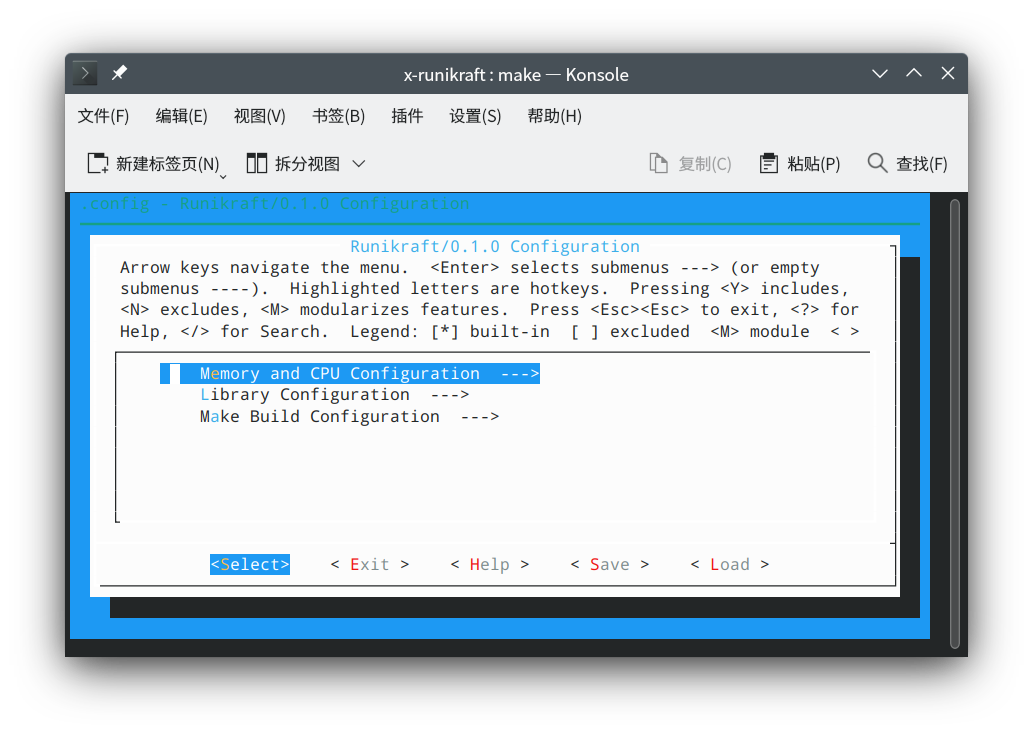 x-runikraft : make — Konsole
文件(F) 编辑(E) 视图(V) 书签(B) 插件 设置(S) 帮助(H)
新建标签页(N) 拆分视图 复制(C) 粘贴(P) 查找(F)
.config - Runikraft/0.1.0 Configuration
Runikraft/0.1.0 Configuration
Arrow keys navigate the menu.  <Enter> selects submenus ---> (or empty
submenus ----).  Highlighted letters are hotkeys.  Pressing <Y> includes,
<N> excludes, <M> modularizes features.  Press <Esc><Esc> to exit, <?> for
Help, </> for Search.  Legend: [*] built-in  [ ] excluded  <M> module  < >
Memory and CPU Configuration  --->
Library Configuration  --->
Make Build Configuration  --->
<Select>    < Exit >    < Help >    < Save >    < Load >